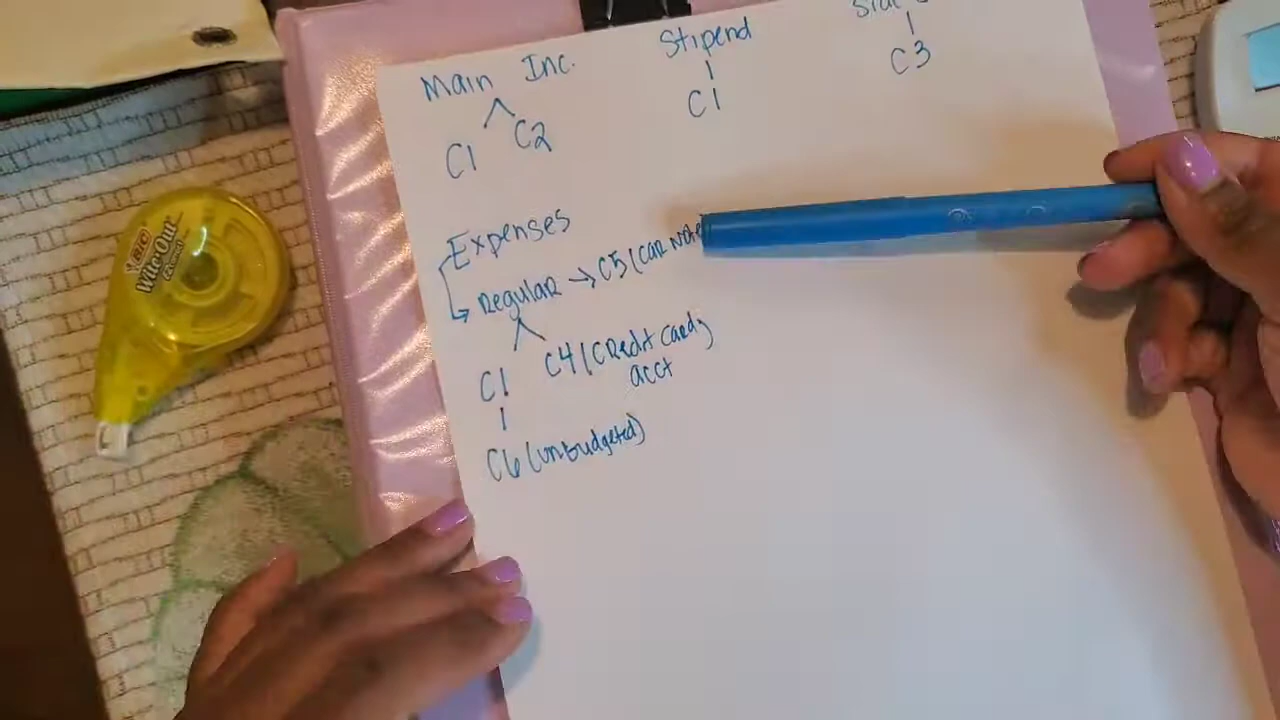 Main Inc. Stipend
C1 C2 C1 C3
Expenses
Regular → C5 (car note
C1 C4 (credit card)
acct
C6 (unbudgeted)
BIC
Wite·Out